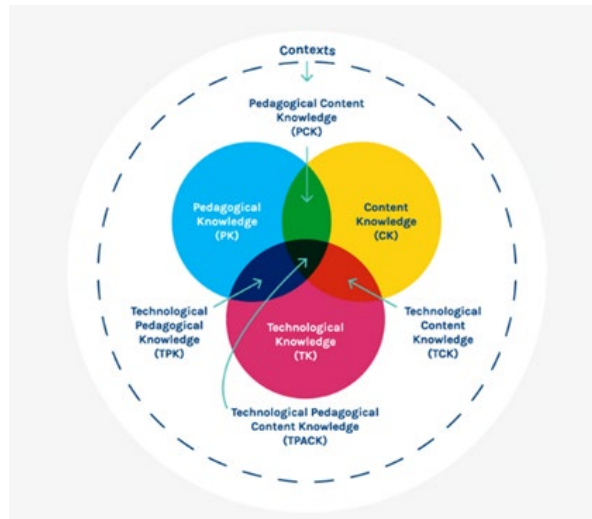 Contexts
Pedagogical Content
Knowledge
(PCK)
Pedagogical
Knowledge
(PK)
Content
Knowledge
(CK)
Technological
Pedagogical
Knowledge
(TPK)
Technological
Knowledge
(TK)
Technological
Content
Knowledge
(TCK)
Technological Pedagogical
Content Knowledge
(TPACK)